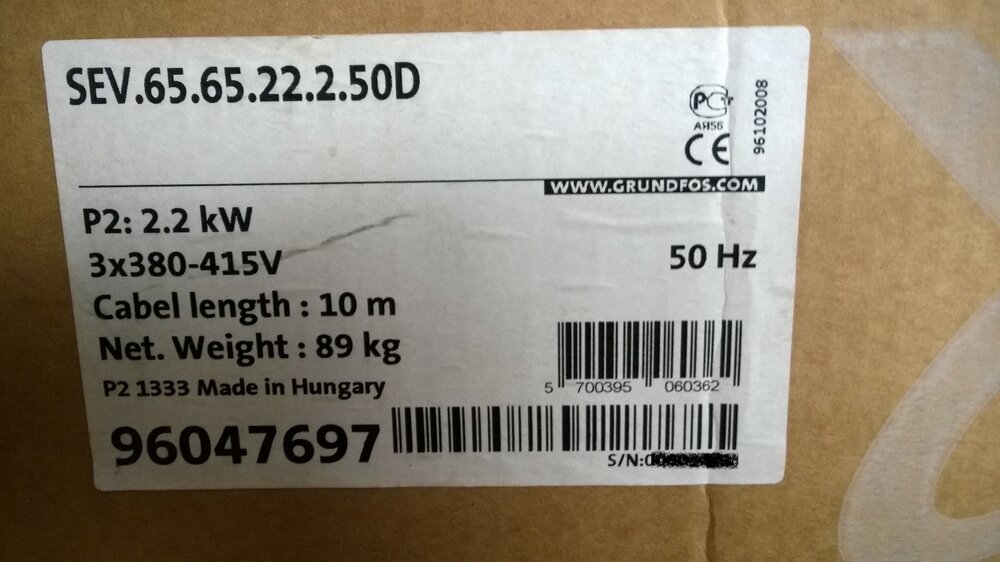 SEV.65.65.22.2.50D
АЯ56
CE
96102008
WWW.GRUNDFOS.COM
P2: 2.2 kW
3x380-415V
50 Hz
Cabel length : 10 m
Net. Weight : 89 kg
P2 1333 Made in Hungary
5 700395 060362
96047697
S/N: